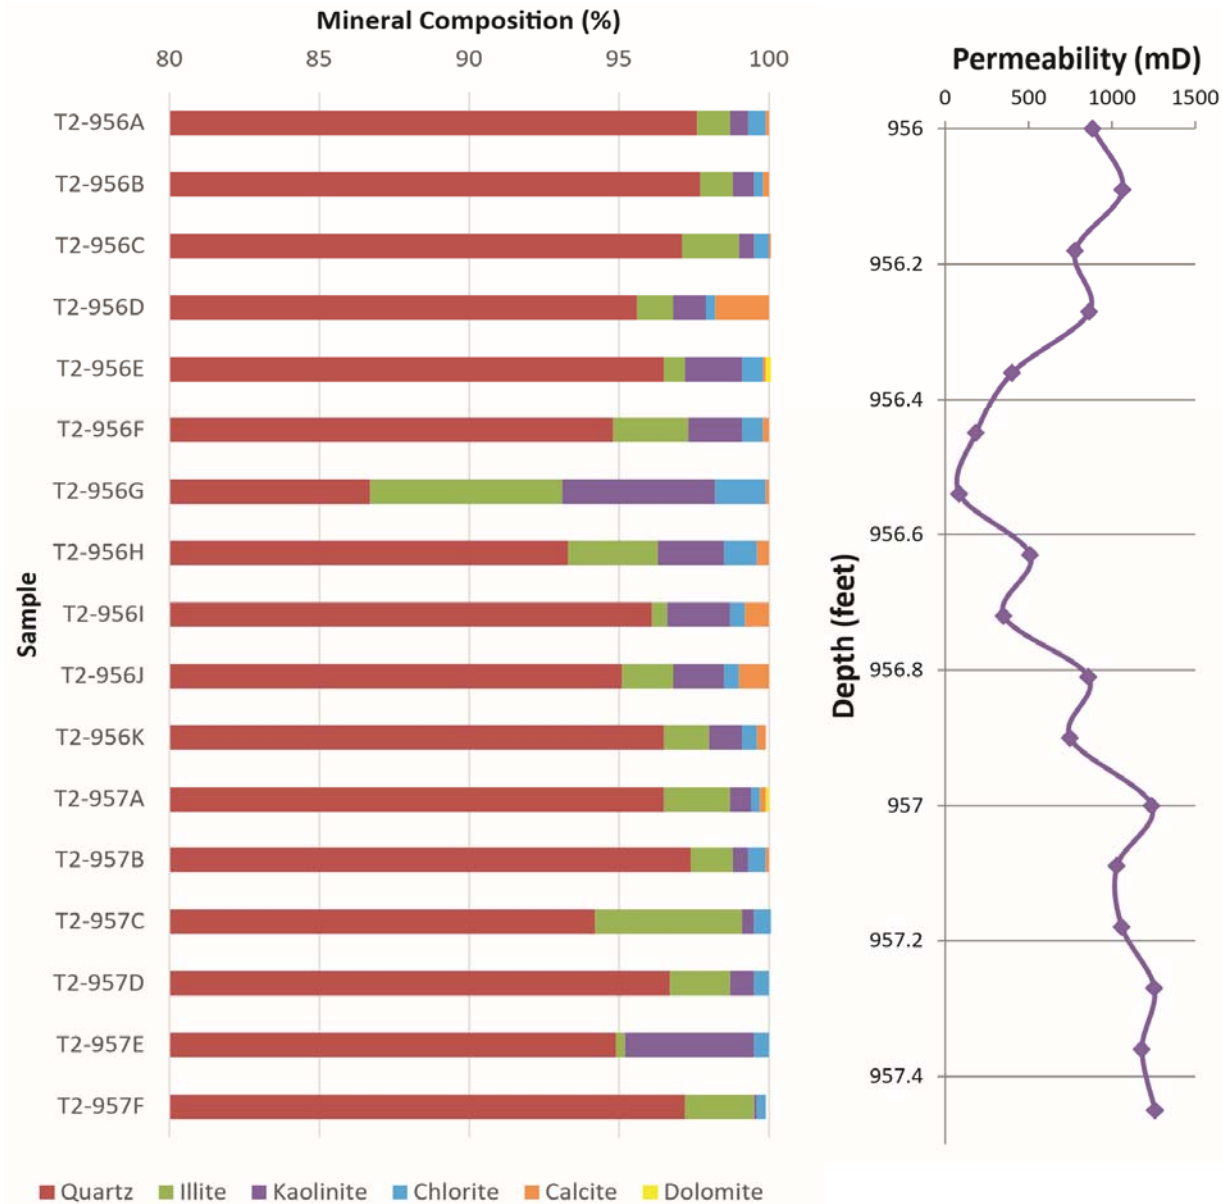 Mineral Composition (%)
80 85 90 95 100
T2-956A
T2-956B
T2-956C
T2-956D
T2-956E
T2-956F
T2-956G
T2-956H
T2-956I
T2-956J
T2-956K
T2-957A
T2-957B
T2-957C
T2-957D
T2-957E
T2-957F
Sample
Quartz Illite Kaolinite Chlorite Calcite Dolomite
Permeability (mD)
0 500 1000 1500
956
956.2
956.4
956.6
956.8
957
957.2
957.4
Depth (feet)